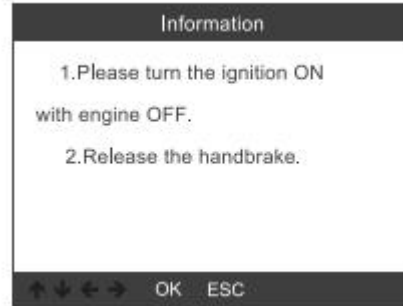 Information
1.Please turn the ignition ON
with engine OFF.
2.Release the handbrake.
OK ESC